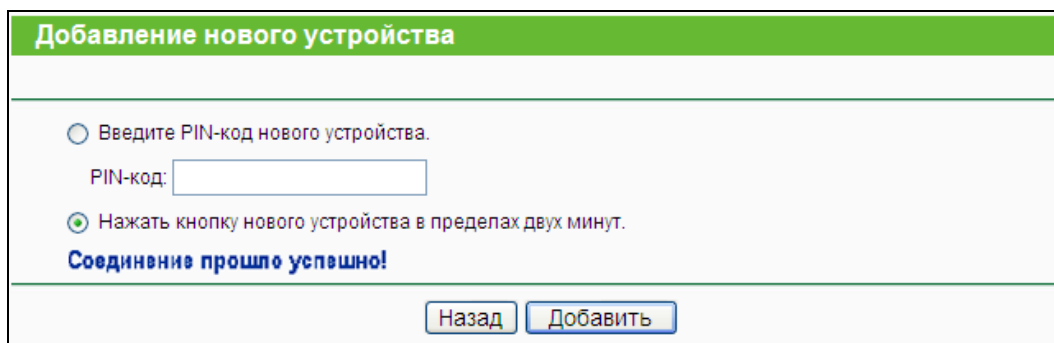 Добавление нового устройства
Введите PIN-код нового устройства.
PIN-код:
Нажать кнопку нового устройства в пределах двух минут.
Соединение прошло успешно!
Назад Добавить